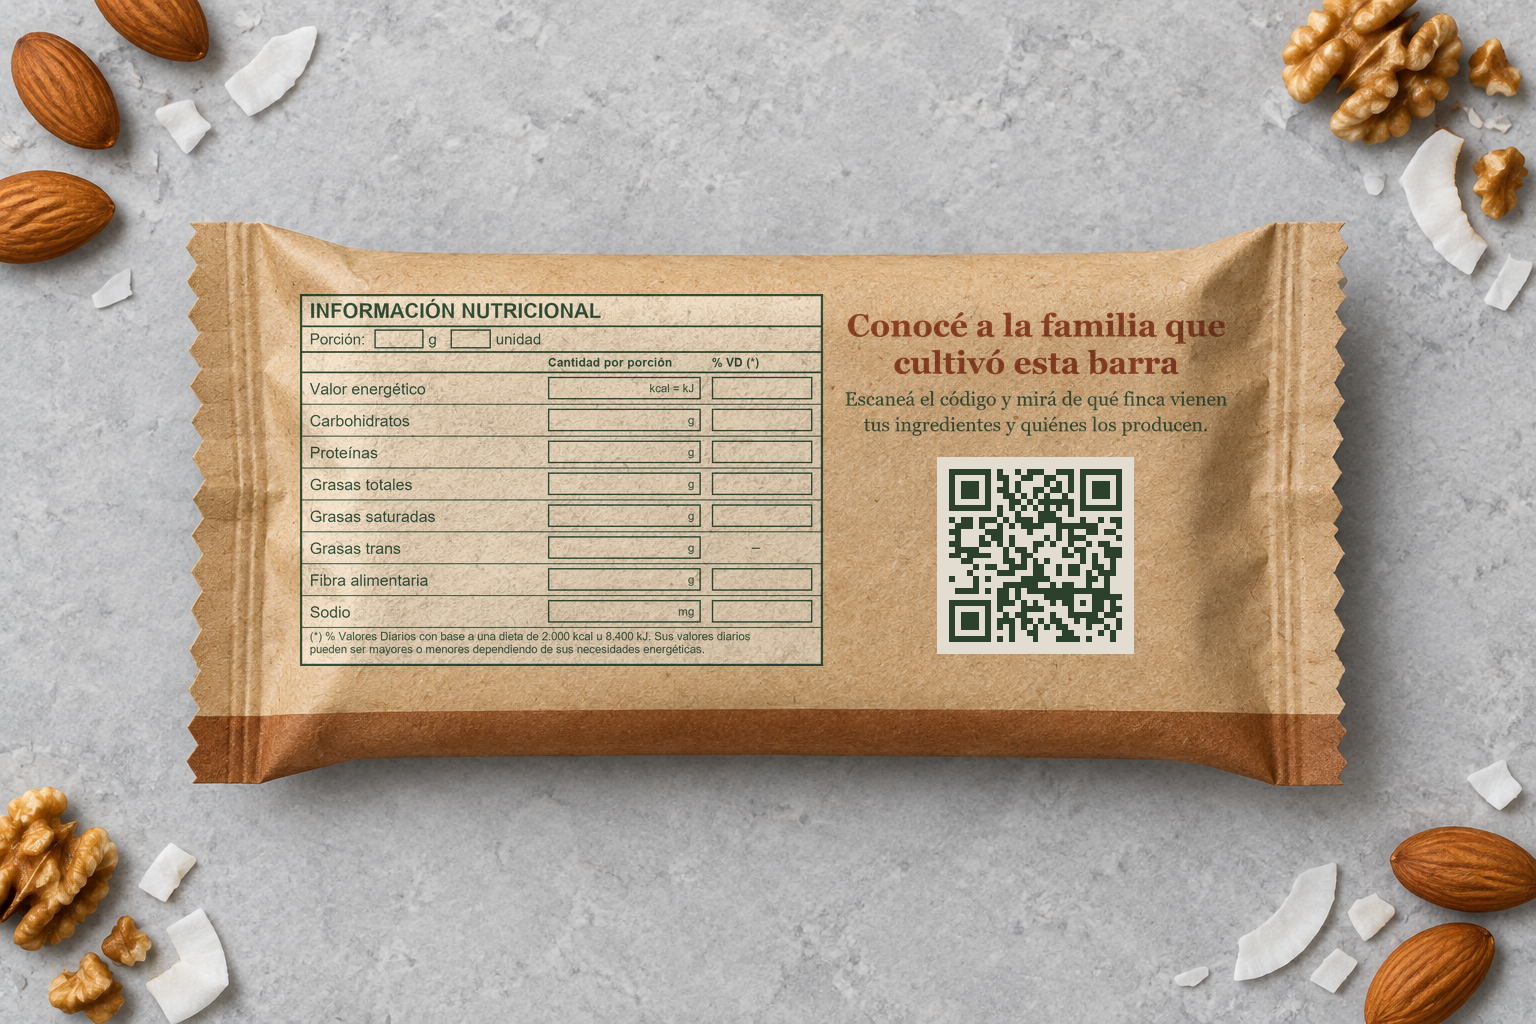 INFORMACIÓN NUTRICIONAL
Porción: g unidad
Cantidad por porción % VD (*)
Valor energético kcal = kJ
Carbohidratos g
Proteínas g
Grasas totales g
Grasas saturadas g
Grasas trans g –
Fibra alimentaria g
Sodio mg
(*) % Valores Diarios con base a una dieta de 2.000 kcal u 8.400 kJ. Sus valores diarios
pueden ser mayores o menores dependiendo de sus necesidades energéticas.
Conocé a la familia que
cultivó esta barra
Escaneá el código y mirá de qué finca vienen
tus ingredientes y quiénes los producen.